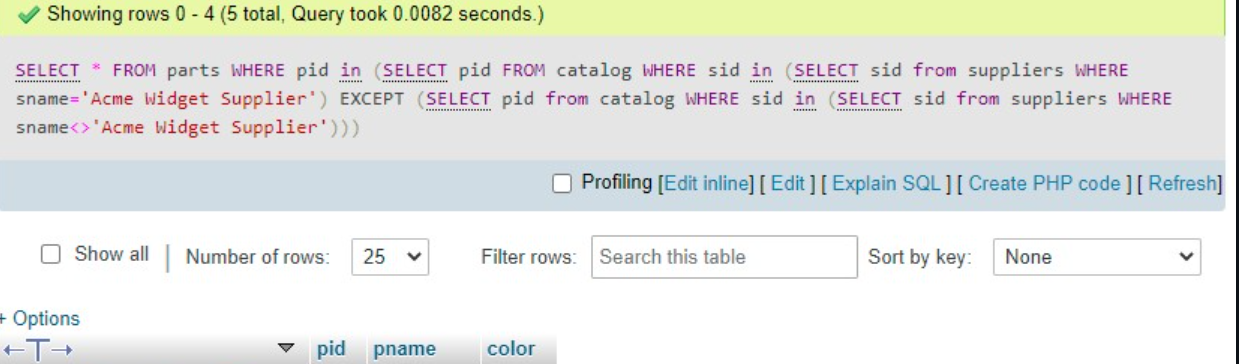 Showing rows 0 - 4 (5 total, Query took 0.0082 seconds.)
SELECT * FROM parts WHERE pid in (SELECT pid FROM catalog WHERE sid in (SELECT sid from suppliers WHERE
sname='Acme Widget Supplier') EXCEPT (SELECT pid from catalog WHERE sid in (SELECT sid from suppliers WHERE
sname<>'Acme Widget Supplier')))
Profiling [Edit inline] [ Edit ] [ Explain SQL ] [ Create PHP code ] [ Refresh]
Show all | Number of rows: 25 Filter rows: Search this table Sort by key: None
+ Options
←T→ pid pname color